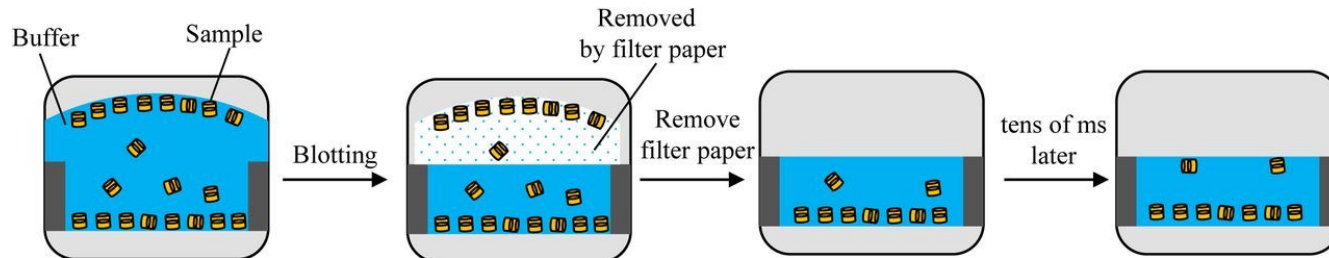 Buffer
Sample
Blotting
Removed
by filter paper
Remove
filter paper
tens of ms
later